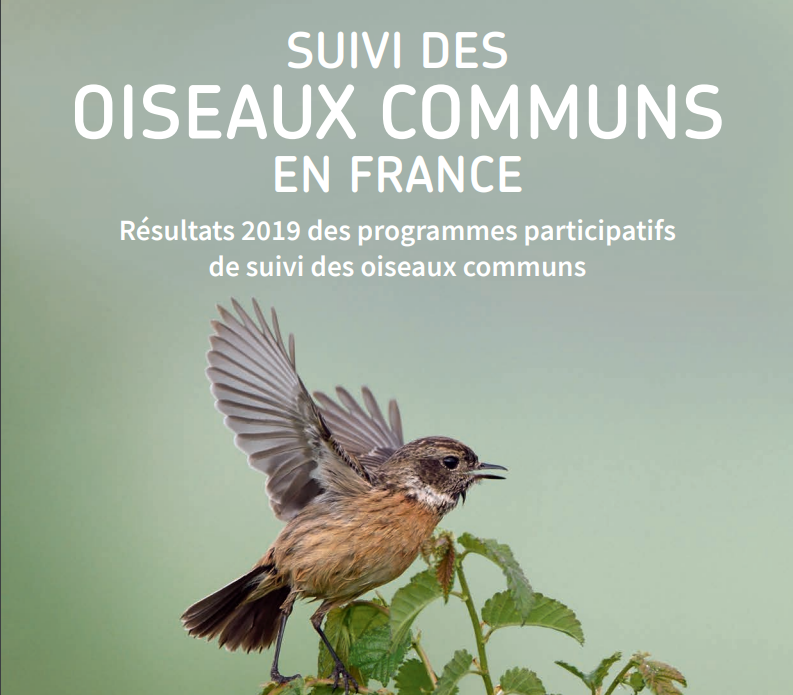 SUIVI DES
OISEAUX COMMUNS
EN FRANCE
Résultats 2019 des programmes participatifs
de suivi des oiseaux communs